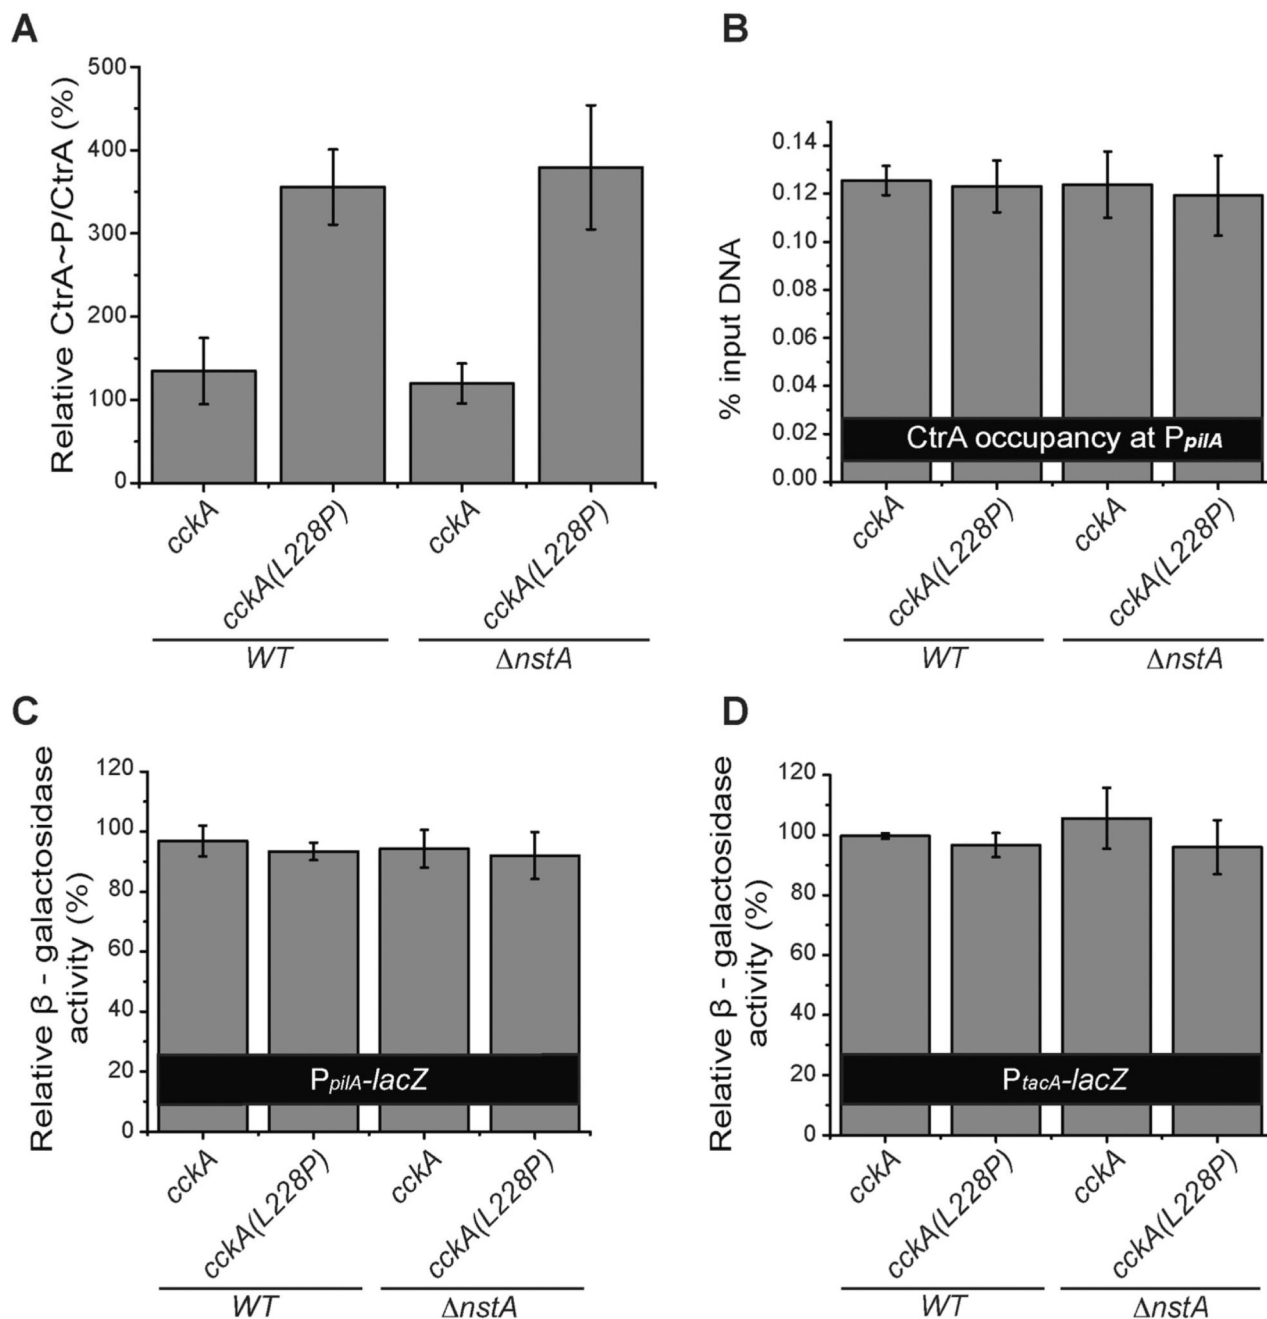 A
Relative CtrA~P/CtrA (%)
500
400
300
200
100
0
cckA
cckA(L228P)
cckA
cckA(L228P)
WT
ΔnstA
B
% input DNA
0.14
0.12
0.10
0.08
0.06
0.04
0.02
0.00
CtrA occupancy at PpilA
cckA
cckA(L228P)
cckA
cckA(L228P)
WT
ΔnstA
C
Relative β - galactosidase
activity (%)
120
100
80
60
40
20
0
PpilA-lacZ
cckA
cckA(L228P)
cckA
cckA(L228P)
WT
ΔnstA
D
Relative β - galactosidase
activity (%)
120
100
80
60
40
20
0
PtacA-lacZ
cckA
cckA(L228P)
cckA
cckA(L228P)
WT
ΔnstA